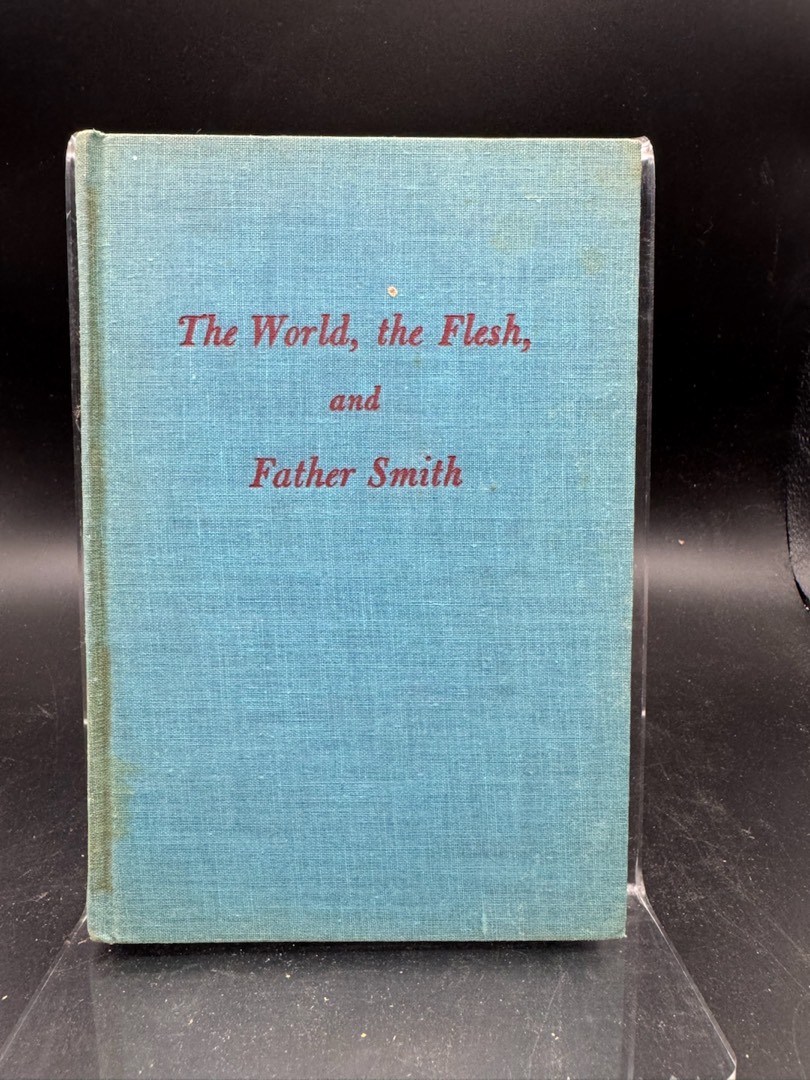 The World, the Flesh,
and
Father Smith